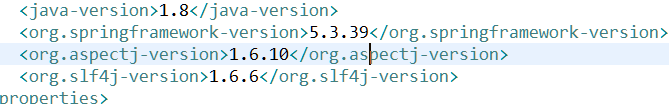 <java-version>1.8</java-version>
<org.springframework-version>5.3.39</org.springframework-version>
<org.aspectj-version>1.6.10</org.aspectj-version>
<org.slf4j-version>1.6.6</org.slf4j-version>
properties>